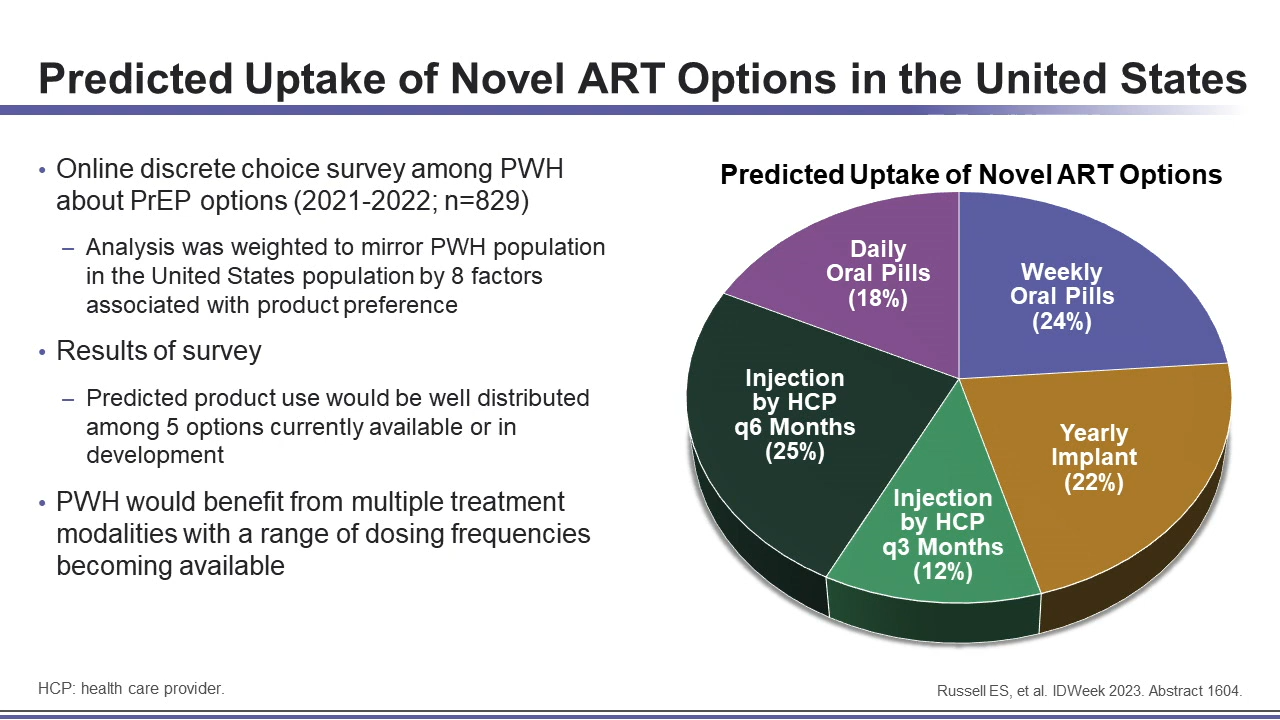 Predicted Uptake of Novel ART Options in the United States
• Online discrete choice survey among PWH
about PrEP options (2021-2022; n=829)
– Analysis was weighted to mirror PWH population
in the United States population by 8 factors
associated with product preference
• Results of survey
– Predicted product use would be well distributed
among 5 options currently available or in
development
• PWH would benefit from multiple treatment
modalities with a range of dosing frequencies
becoming available
Predicted Uptake of Novel ART Options
Daily
Oral Pills
(18%)
Weekly
Oral Pills
(24%)
Injection
by HCP
q6 Months
(25%)
Yearly
Implant
(22%)
Injection
by HCP
q3 Months
(12%)
HCP: health care provider.
Russell ES, et al. IDWeek 2023. Abstract 1604.